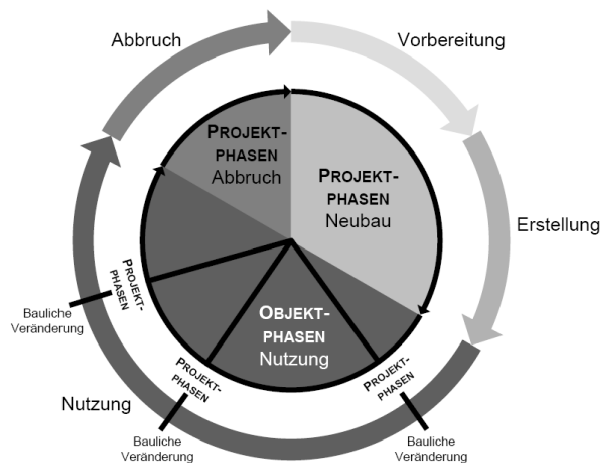 Abbruch
Vorbereitung
PROJEKT-
PHASEN
Abbruch
PROJEKT-
PHASEN
Neubau
Erstellung
PROJEKT-
PHASEN
Bauliche
Veränderung
OBJEKT-
PHASEN
Nutzung
PROJEKT-
PHASEN
PROJEKT-
PHASEN
Nutzung
Bauliche
Veränderung
Bauliche
Veränderung